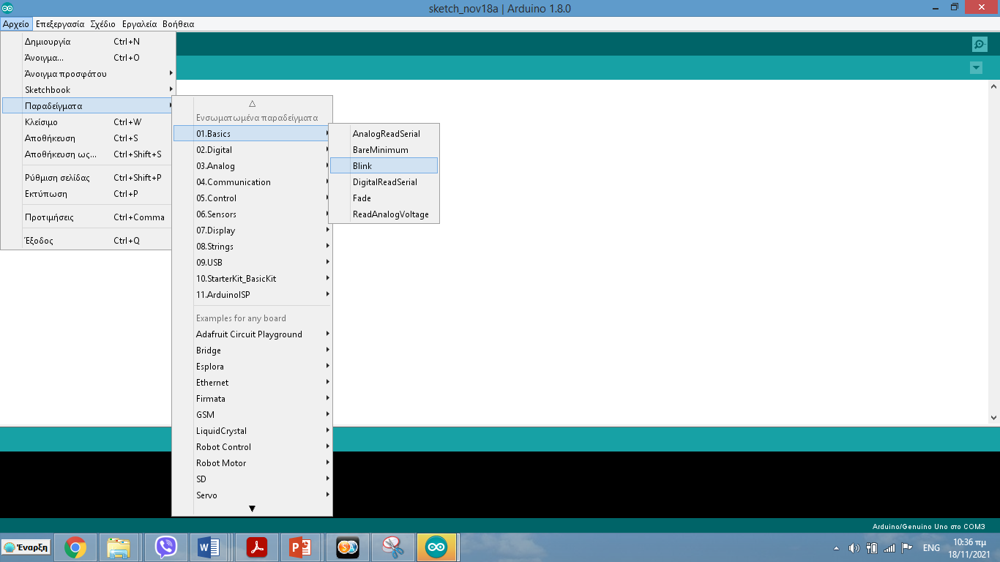 sketch_nov18a | Arduino 1.8.0
Αρχείο Επεξεργασία Σχέδιο Εργαλεία Βοήθεια
Δημιουργία Ctrl+N
Άνοιγμα... Ctrl+O
Άνοιγμα προσφάτου
Sketchbook
Παραδείγματα
Κλείσιμο Ctrl+W
Αποθήκευση Ctrl+S
Αποθήκευση ως... Ctrl+Shift+S
Ρύθμιση σελίδας Ctrl+Shift+P
Εκτύπωση Ctrl+P
Προτιμήσεις Ctrl+Comma
Έξοδος Ctrl+Q
Ενσωματωμένα παραδείγματα
01.Basics
02.Digital
03.Analog
04.Communication
05.Control
06.Sensors
07.Display
08.Strings
09.USB
10.StarterKit_BasicKit
11.ArduinoISP
Examples for any board
Adafruit Circuit Playground
Bridge
Esplora
Ethernet
Firmata
GSM
LiquidCrystal
Robot Control
Robot Motor
SD
Servo
AnalogReadSerial
BareMinimum
Blink
DigitalReadSerial
Fade
ReadAnalogVoltage
Arduino/Genuino Uno στο COM3
Έναρξη
ENG
10:36 πμ
18/11/2021